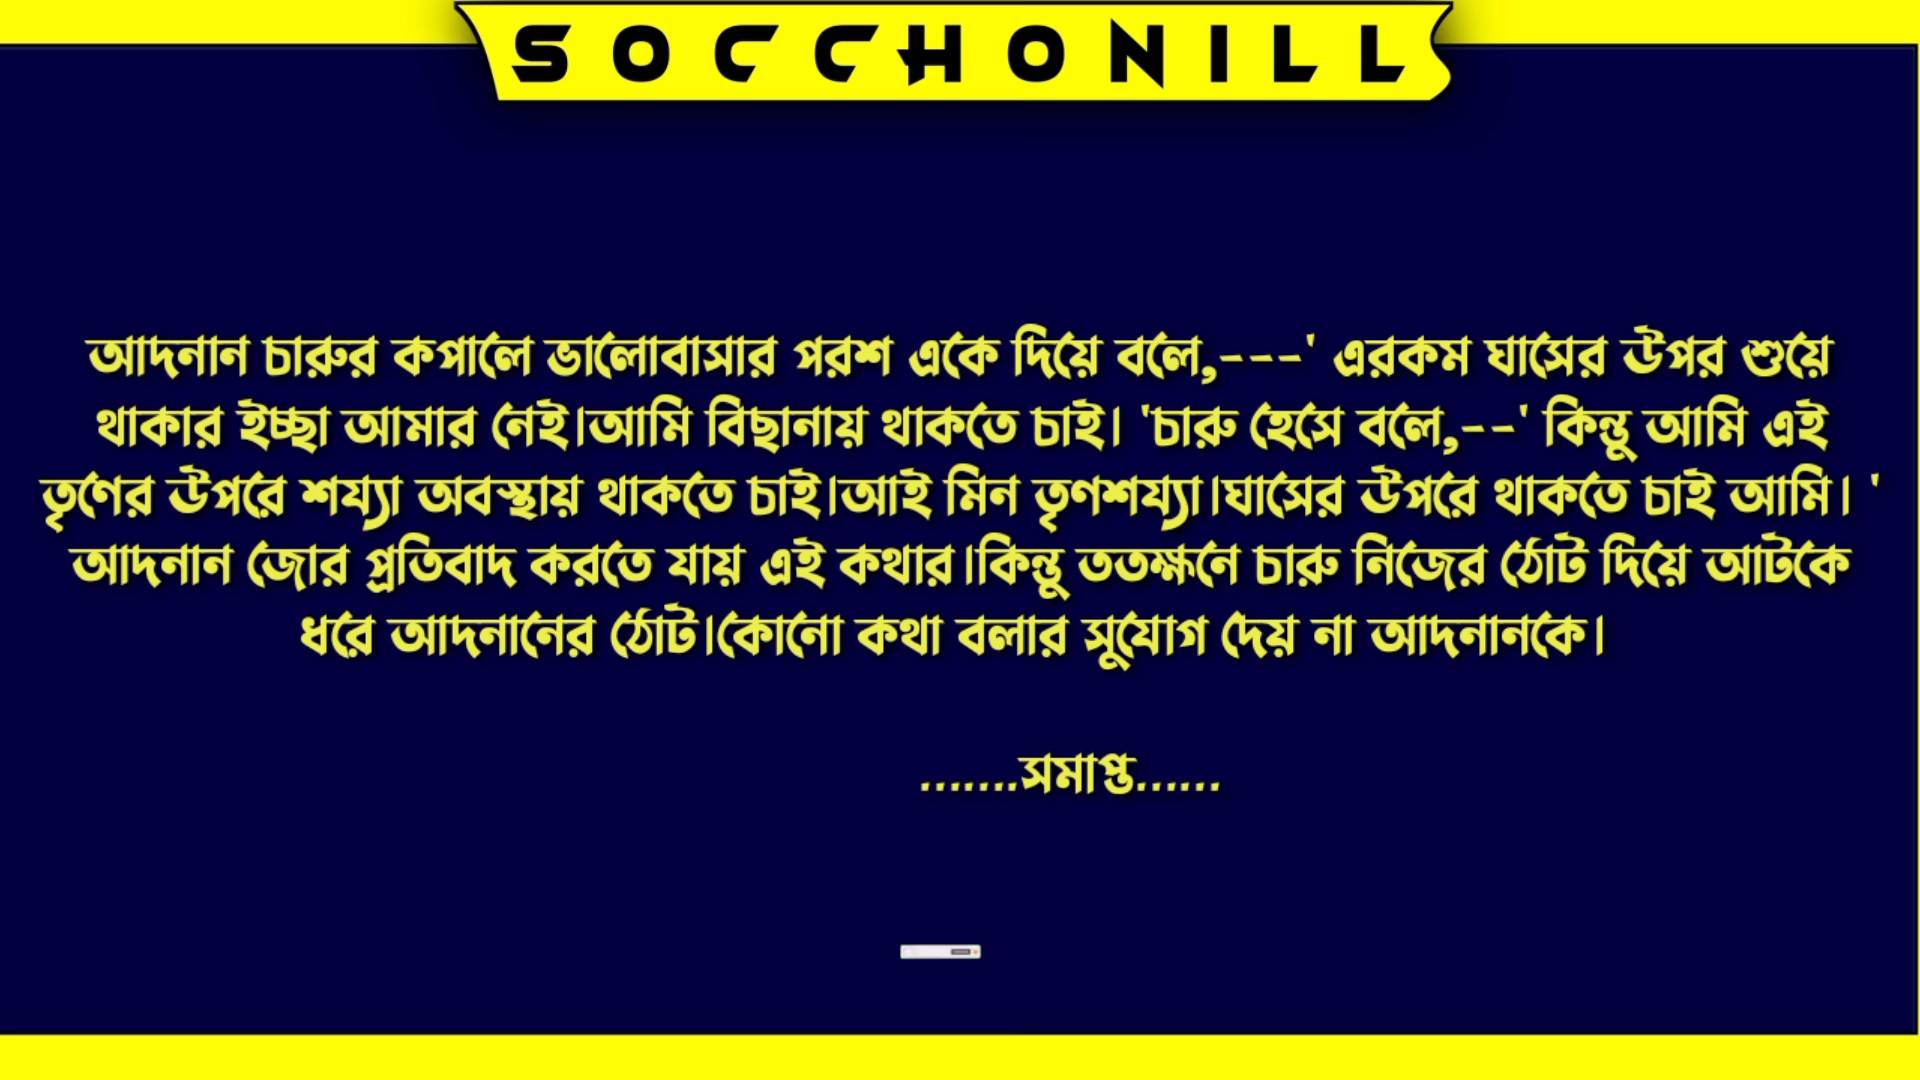 SOCCHONILL
আদনান চারুর কপালে ভালোবাসার পরশ একে দিয়ে বলে,---' এরকম ঘাসের উপর শুয়ে
থাকার ইচ্ছা আমার নেই।আমি বিছানায় থাকতে চাই। 'চারু হেসে বলে,--' কিন্তু আমি এই
তৃণের উপরে শয্যা অবস্থায় থাকতে চাই।আই মিন তৃণশয্যা।ঘাসের উপরে থাকতে চাই আমি। '
আদনান জোর প্রতিবাদ করতে যায় এই কথার।কিন্তু ততক্ষনে চারু নিজের ঠোট দিয়ে আটকে
ধরে আদনানের ঠোট।কোনো কথা বলার সুযোগ দেয় না আদনানকে।
.......সমাপ্ত......